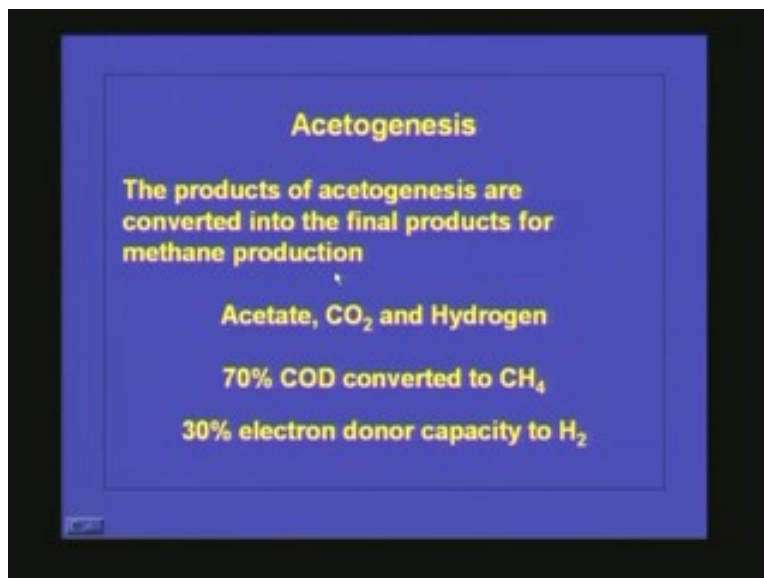 Acetogenesis
The products of acetogenesis are
converted into the final products for
methane production
Acetate, CO₂ and Hydrogen
70% COD converted to CH₄
30% electron donor capacity to H₂